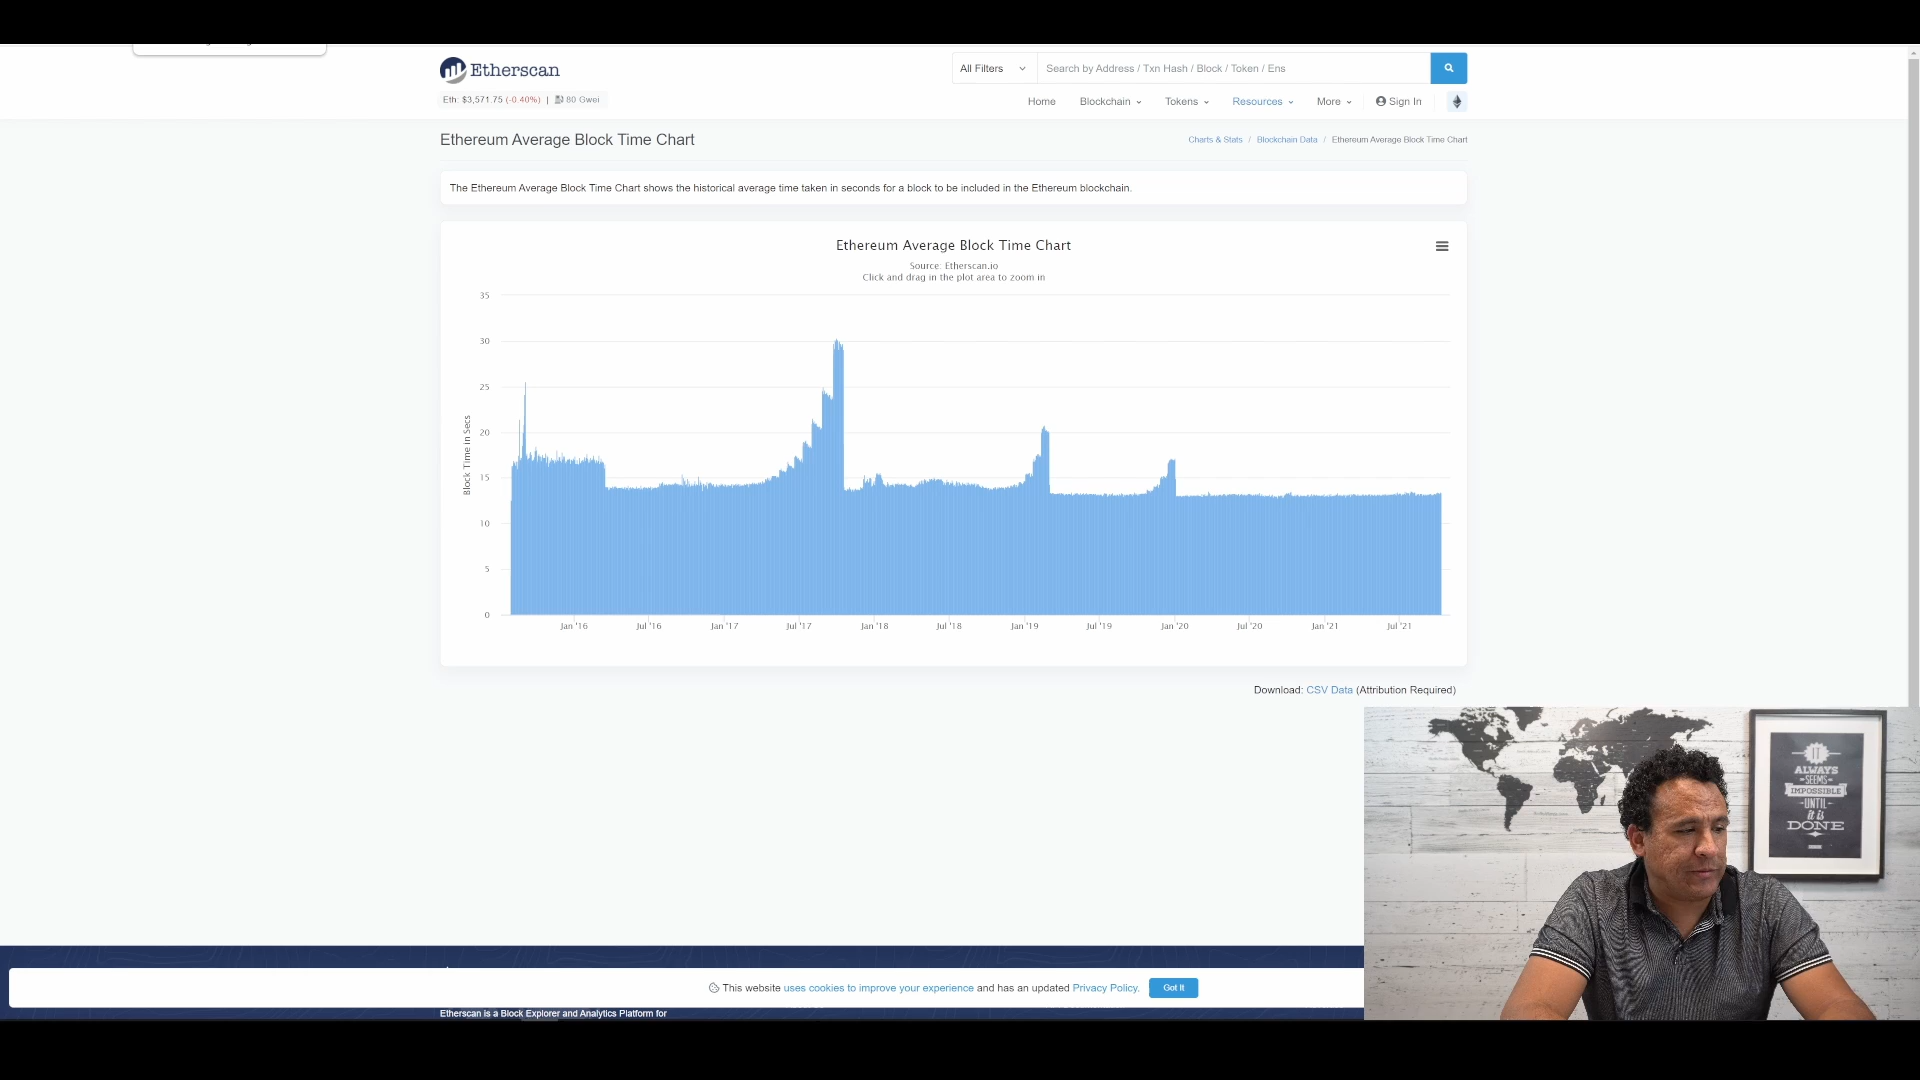 Etherscan
All Filters
Search by Address / Txn Hash / Block / Token / Ens
Eth: $3,571.75 (-0.40%) | 80 Gwei
Home Blockchain Tokens Resources More Sign In
Ethereum Average Block Time Chart
Charts & Stats / Blockchain Data / Ethereum Average Block Time Chart
The Ethereum Average Block Time Chart shows the historical average time taken in seconds for a block to be included in the Ethereum blockchain.
Ethereum Average Block Time Chart
Source: Etherscan.io
Click and drag in the plot area to zoom in
Block Time in Secs
35
30
25
20
15
10
5
0
Jan '16 Jul '16 Jan '17 Jul '17 Jan '18 Jul '18 Jan '19 Jul '19 Jan '20 Jul '20 Jan '21 Jul '21
Download: CSV Data (Attribution Required)
IT
ALWAYS
SEEMS
IMPOSSIBLE
UNTIL
it is
DONE
This website uses cookies to improve your experience and has an updated Privacy Policy. Got It
Etherscan is a Block Explorer and Analytics Platform for